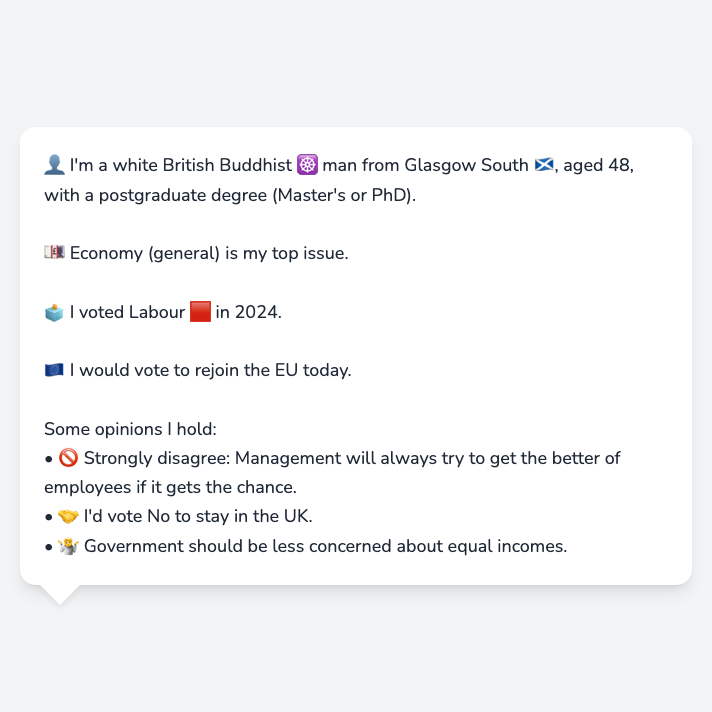 👤 I'm a white British Buddhist ☸️ man from Glasgow South 🏴󠁧󠁢󠁳󠁣󠁴󠁿, aged 48,
with a postgraduate degree (Master's or PhD).
💷 Economy (general) is my top issue.
🗳️ I voted Labour 🟥 in 2024.
🇪🇺 I would vote to rejoin the EU today.
Some opinions I hold:
• 🚫 Strongly disagree: Management will always try to get the better of
employees if it gets the chance.
• 🤝 I'd vote No to stay in the UK.
• 🤷 Government should be less concerned about equal incomes.